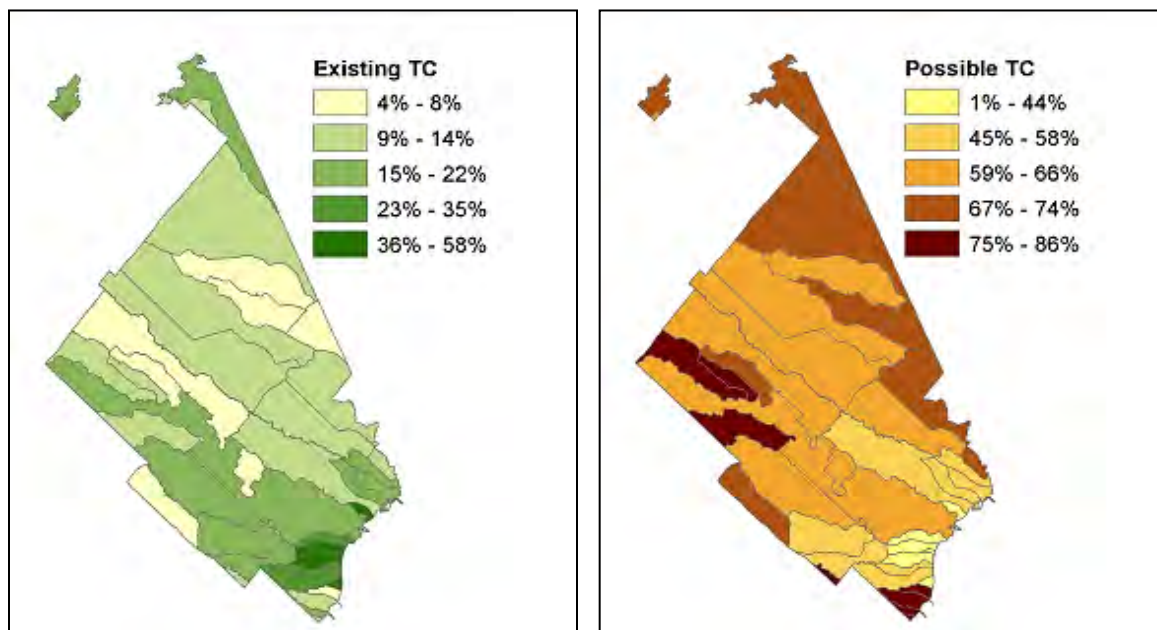 Existing TC
4% - 8%
9% - 14%
15% - 22%
23% - 35%
36% - 58%
Possible TC
1% - 44%
45% - 58%
59% - 66%
67% - 74%
75% - 86%